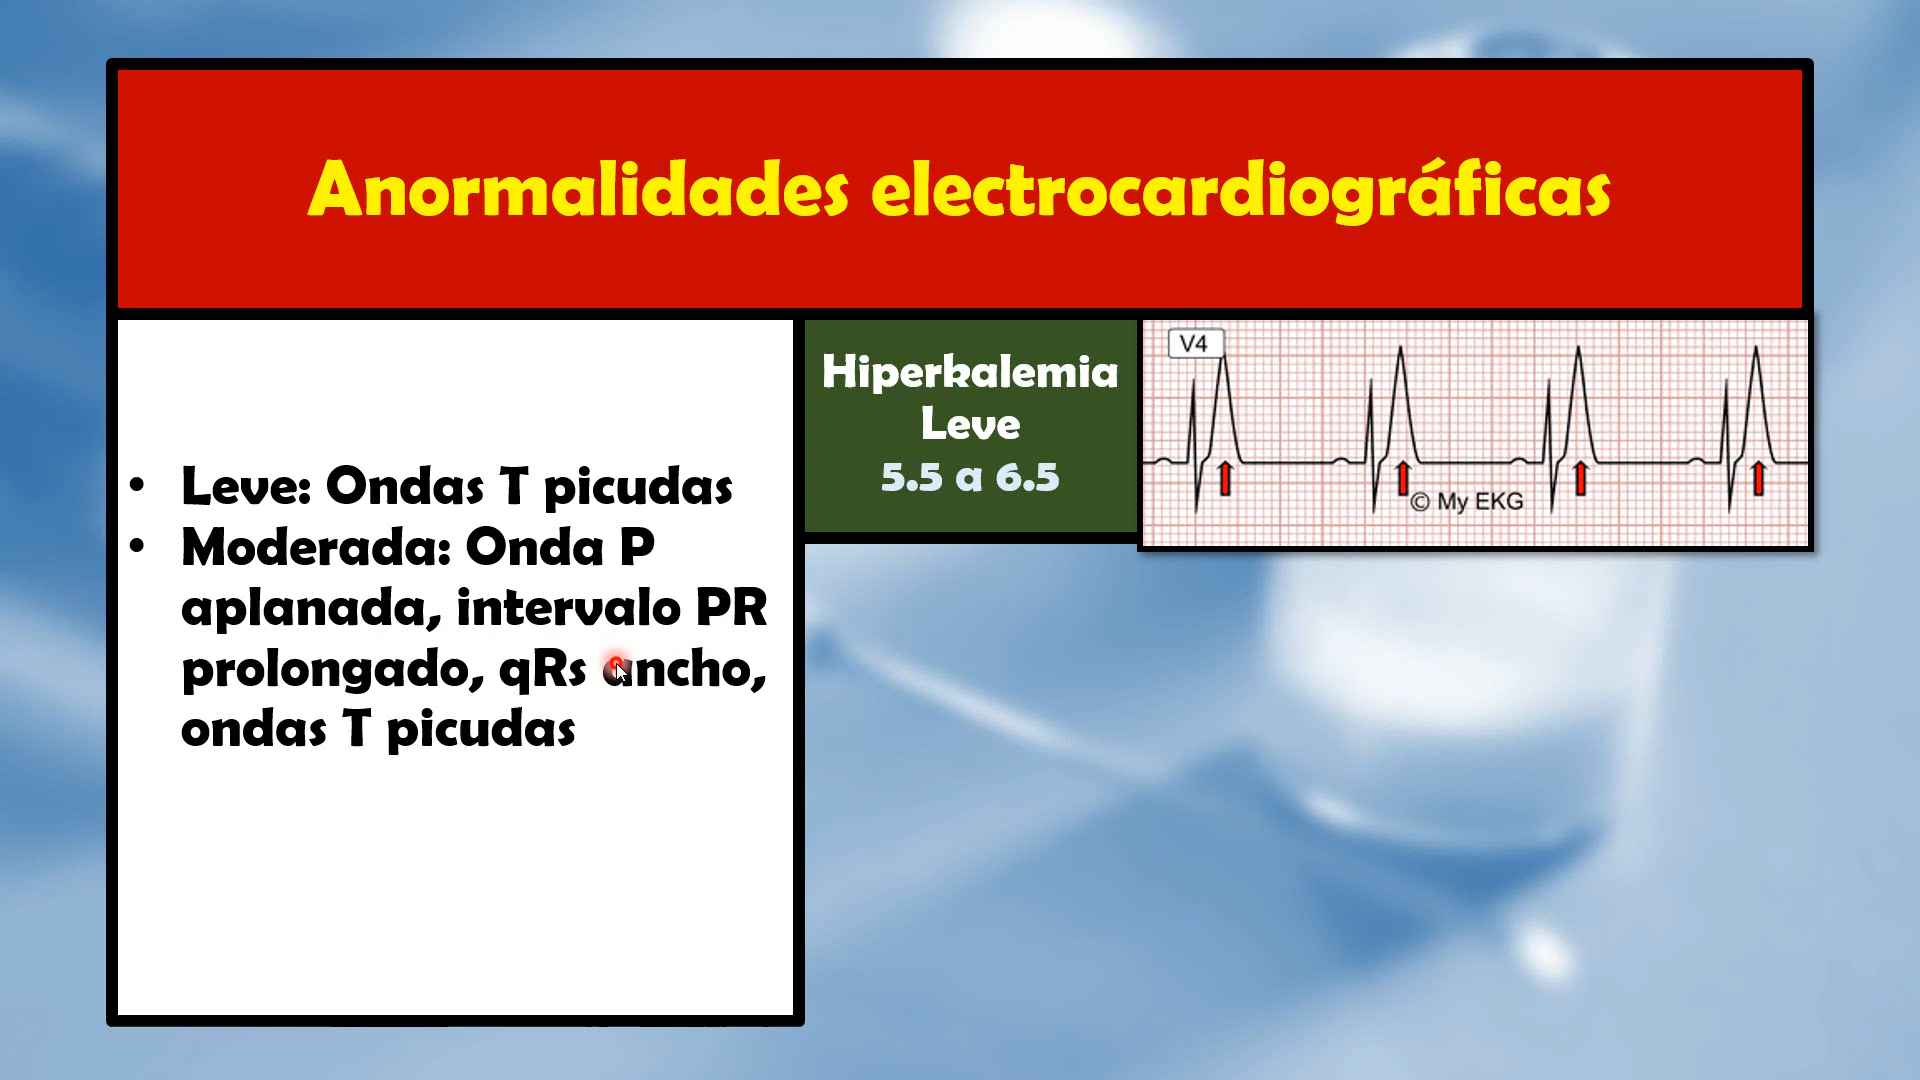 Anormalidades electrocardiográficas
• Leve: Ondas T picudas
• Moderada: Onda P
aplanada, intervalo PR
prolongado, qRs ancho,
ondas T picudas
Hiperkalemia
Leve
5.5 a 6.5
V4
© My EKG